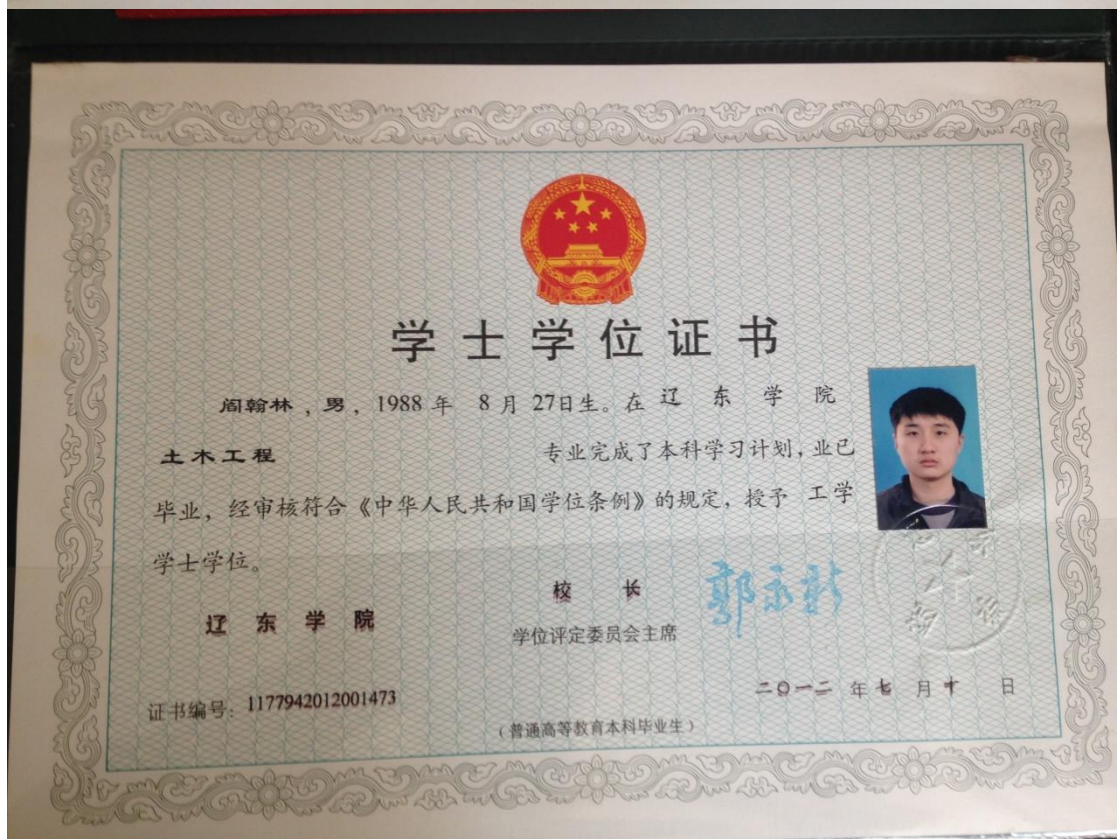 学士学位证书
阎翰林，男，1988 年 8 月 27日生。在 辽东学院
土木工程 专业完成了本科学习计划，业已
毕业，经审核符合《中华人民共和国学位条例》的规定，授予 工学
学士学位。
辽东学院
校长
学位评定委员会主席
郭永新
证书编号：1177942012001473
二〇一二 年 七 月 十 日
（普通高等教育本科毕业生）